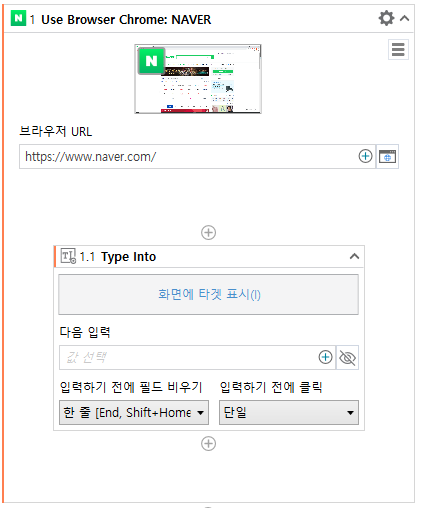 N 1 Use Browser Chrome: NAVER
N
브라우저 URL
https://www.naver.com/
TI 1.1 Type Into
화면에 타겟 표시(I)
다음 입력
값 선택
입력하기 전에 필드 비우기 입력하기 전에 클릭
한 줄 [End, Shift+Home 단일